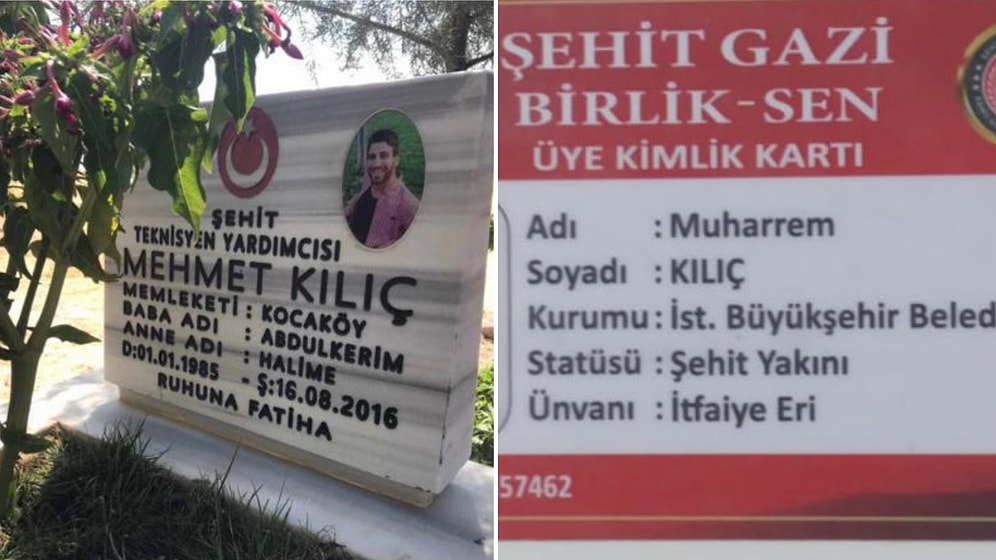 ŞEHİT
TEKNİSYEN YARDIMCISI
MEHMET KILIÇ
MEMLEKETİ : KOCAKÖY
BABA ADI : ABDULKERİM
ANNE ADI : HALİME
D:01.01.1985 - Ş:16.08.2016
RUHUNA FATİHA
ŞEHİT GAZİ
BİRLİK-SEN
ÜYE KİMLİK KARTI
Adı : Muharrem
Soyadı : KILIÇ
Kurumu : İst. Büyükşehir Beled
Statüsü : Şehit Yakını
Ünvanı : İtfaiye Eri
57462